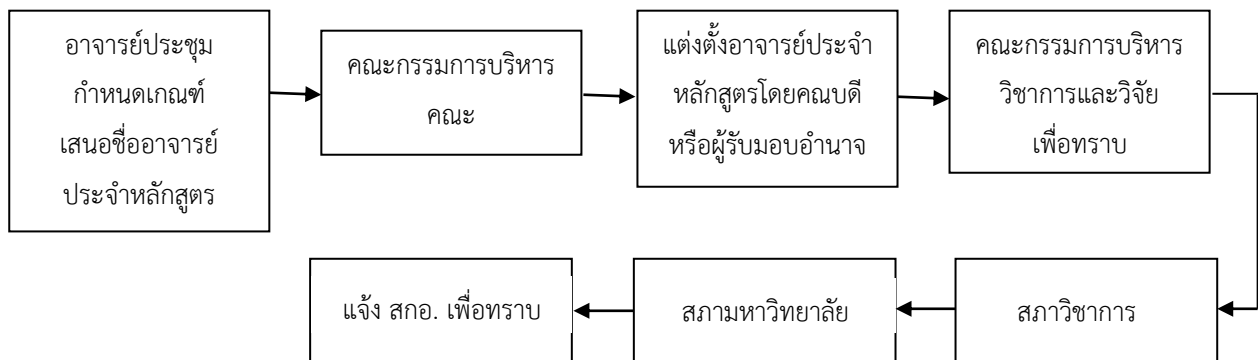 อาจารย์ประชุม
กำหนดเกณฑ์
เสนอชื่ออาจารย์
ประจำหลักสูตร
คณะกรรมการบริหาร
คณะ
แต่งตั้งอาจารย์ประจำ
หลักสูตรโดยคณบดี
หรือผู้รับมอบอำนาจ
คณะกรรมการบริหาร
วิชาการและวิจัย
เพื่อทราบ
สภาวิชาการ
สภามหาวิทยาลัย
แจ้ง สกอ. เพื่อทราบ